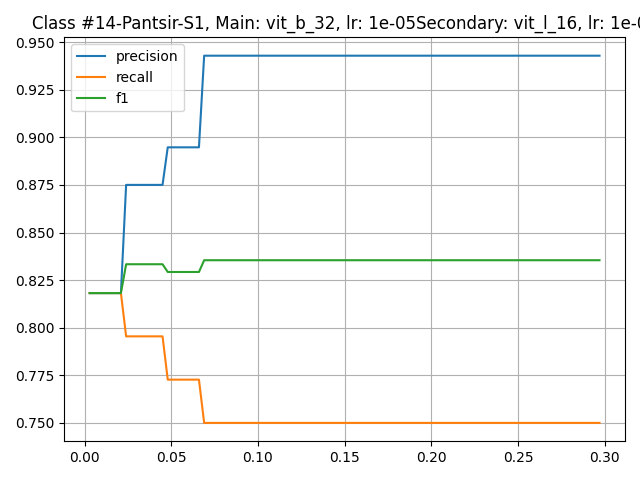 Class #14-Pantsir-S1, Main: vit_b_32, lr: 1e-05Secondary: vit_l_16, lr: 1e-0
precision
recall
f1
0.950
0.925
0.900
0.875
0.850
0.825
0.800
0.775
0.750
0.00 0.05 0.10 0.15 0.20 0.25 0.30